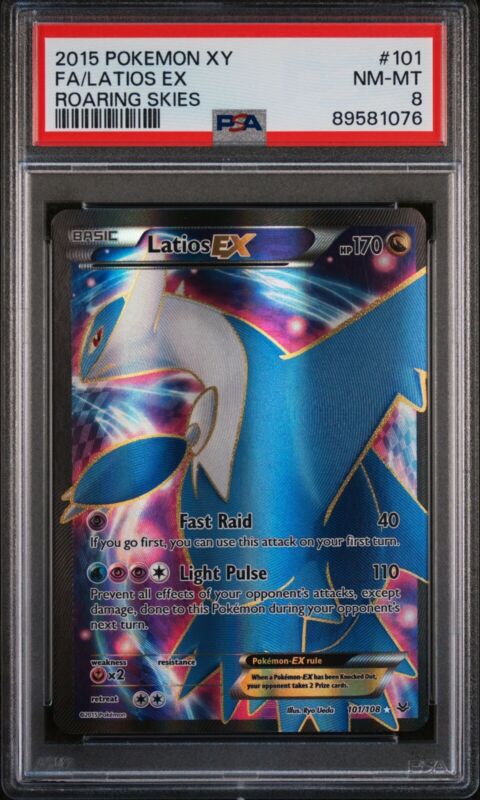 2015 POKEMON XY #101
FA/LATIOS EX NM-MT
ROARING SKIES 8
PSA 89581076
BASIC Latios EX HP170
Fast Raid 40
If you go first, you can use this attack on your first turn.
Light Pulse 110
Prevent all effects of your opponent's attacks, except
damage, done to this Pokémon during your opponent's
next turn.
weakness resistance
×2
Pokémon-EX rule
When a Pokémon-EX has been Knocked Out,
your opponent takes 2 Prize cards.
retreat
©2015 Pokémon
Illus. Ryo Ueda 101/108
PSA